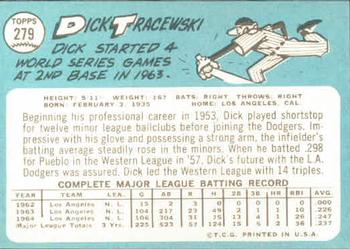 TOPPS
279
DICK TRACEWSKI
DICK STARTED 4
WORLD SERIES GAMES
AT 2ND BASE IN 1963.
HEIGHT: 5'11" WEIGHT: 167 BATS: RIGHT, THROWS: RIGHT
BORN: FEBRUARY 3, 1935 HOME: LOS ANGELES, CAL.
Beginning his professional career in 1953, Dick played shortstop
for twelve minor league ballclubs before joining the Dodgers. Im-
pressive with his glove and possessing a strong arm, the infielder's
batting average steadily rose in the minors. When he batted .298
for Pueblo in the Western League in '57, Dick's future with the L.A.
Dodgers was assured. Dick led the Western League with 14 triples.
COMPLETE MAJOR LEAGUE BATTING RECORD
YEAR TEAM LEA G AB R H 2B 3B HR RBI AVG.
1962 Los Angeles N. L. 15 2 3 0 0 0 0 0 .000
1963 Los Angeles N. L. 104 217 23 49 2 1 1 10 .226
1964 Los Angeles N. L. 106 304 31 75 13 4 1 26 .247
Major League Totals 3 Yrs. 225 523 57 124 15 5 2 36 .237
©T.C.G. PRINTED IN U.S.A.